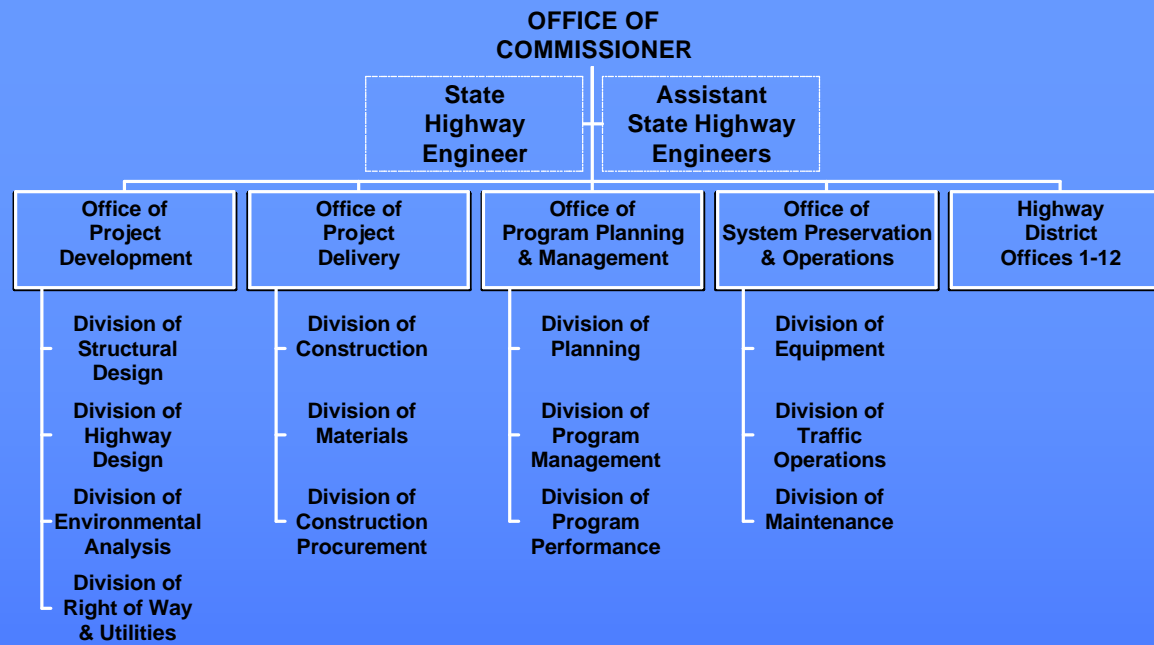 OFFICE OF
COMMISSIONER
State
Highway
Engineer
Assistant
State Highway
Engineers
Office of
Project
Development
Office of
Project
Delivery
Office of
Program Planning
& Management
Office of
System Preservation
& Operations
Highway
District
Offices 1-12
Division of
Structural
Design
Division of
Highway
Design
Division of
Environmental
Analysis
Division of
Right of Way
& Utilities
Division of
Construction
Division of
Materials
Division of
Construction
Procurement
Division of
Planning
Division of
Program
Management
Division of
Program
Performance
Division of
Equipment
Division of
Traffic
Operations
Division of
Maintenance